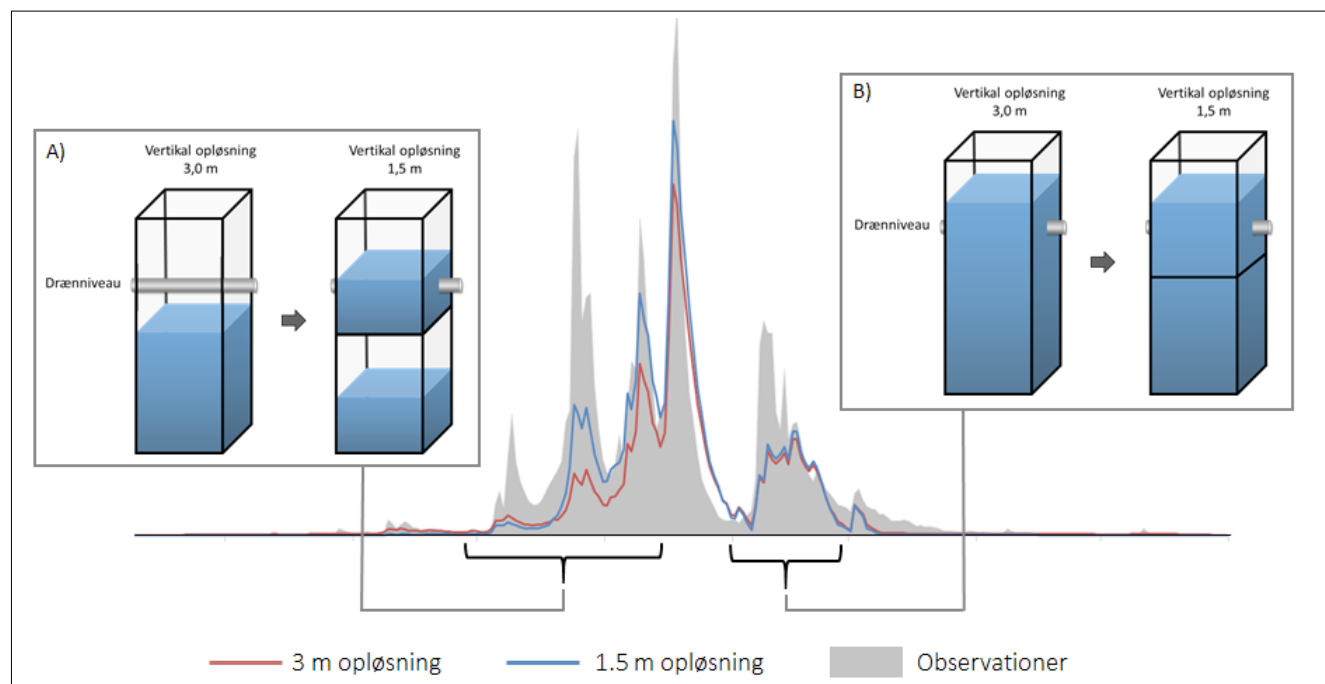 A)
Vertikal opløsning
3,0 m
Vertikal opløsning
1,5 m
Drænniveau
B)
Vertikal opløsning
3,0 m
Vertikal opløsning
1,5 m
Drænniveau
3 m opløsning
1.5 m opløsning
Observationer